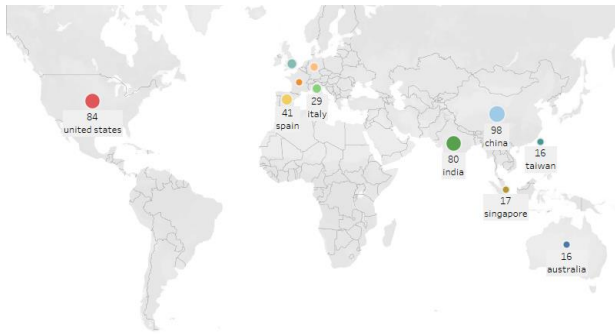 84
united states
41
spain
29
italy
98
china
80
india
16
taiwan
17
singapore
16
australia